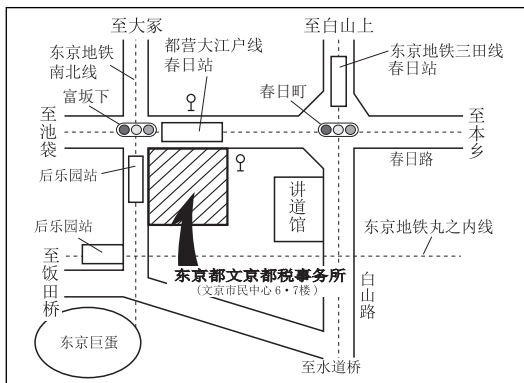 至大冢
至白山上
东京地铁
南北线
都营大江户线
春日站
东京地铁三田线
春日站
富坂下
春日町
至池袋
至本乡
春日路
后乐园站
讲道馆
后乐园站
东京地铁丸之内线
至饭田桥
东京都文京都税事务所
(文京市民中心 6·7楼)
白山路
东京巨蛋
至水道桥